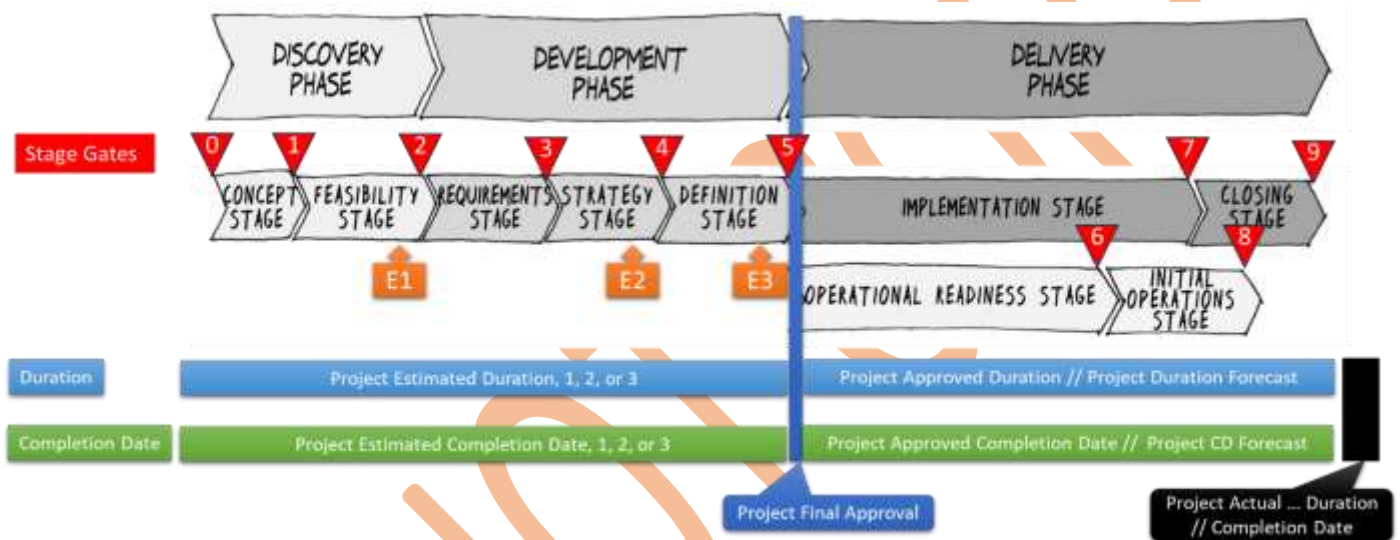 DISCOVERY
PHASE
DEVELOPMENT
PHASE
DELIVERY
PHASE
Stage Gates
0
1
2
3
4
5
7
9
CONCEPT
STAGE
FEASIBILITY
STAGE
REQUIREMENTS
STAGE
STRATEGY
STAGE
DEFINITION
STAGE
IMPLEMENTATION STAGE
CLOSING
STAGE
6
8
E1
E2
E3
OPERATIONAL READINESS STAGE
INITIAL
OPERATIONS
STAGE
Duration
Project Estimated Duration, 1, 2, or 3
Project Approved Duration // Project Duration Forecast
Completion Date
Project Estimated Completion Date, 1, 2, or 3
Project Approved Completion Date // Project CD Forecast
Project Final Approval
Project Actual ... Duration
// Completion Date